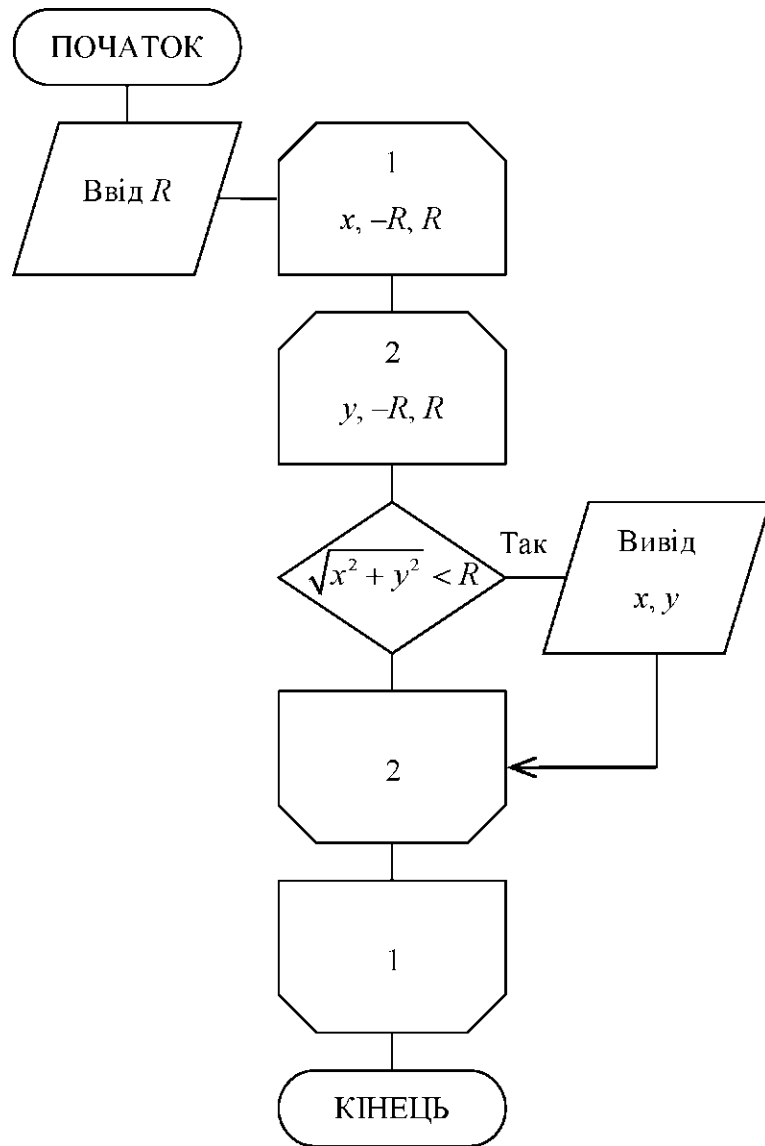 ПОЧАТОК
Ввід R
1
x, –R, R
2
y, –R, R
√x² + y² < R
Так
Вивід
x, y
2
1
КІНЕЦЬ